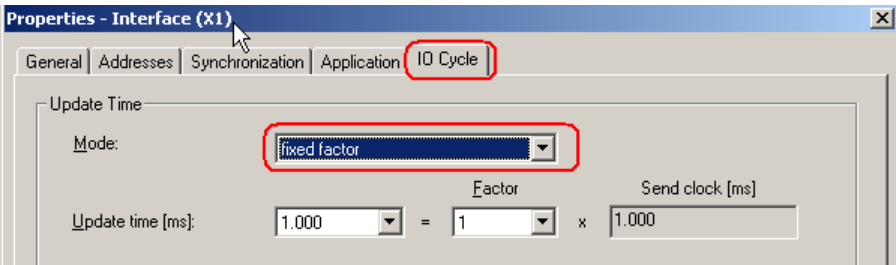 Properties - Interface (X1)
General Addresses Synchronization Application IO Cycle
Update Time
Mode: fixed factor
Factor Send clock [ms]
Update time [ms]: 1.000 = 1 x 1.000